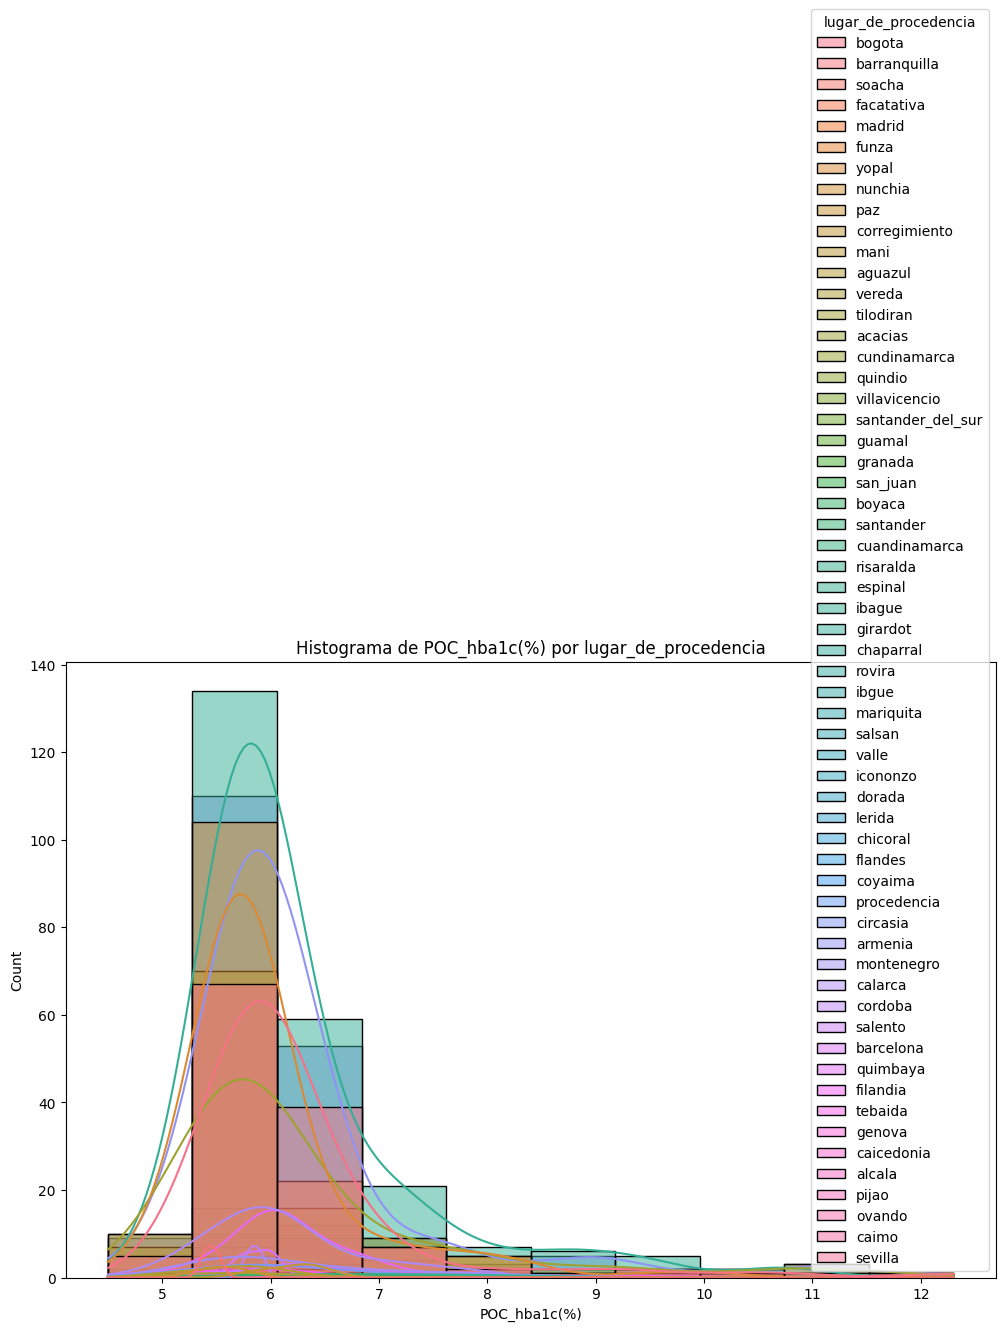 lugar_de_procedencia
bogota
barranquilla
soacha
facatativa
madrid
funza
yopal
nunchia
paz
corregimiento
mani
aguazul
vereda
tilodiran
acacias
cundinamarca
quindio
villavicencio
santander_del_sur
guamal
granada
san_juan
boyaca
santander
cuandinamarca
risaralda
espinal
ibague
girardot
chaparral
rovira
ibgue
mariquita
salsan
valle
icononzo
dorada
lerida
chicoral
flandes
coyaima
procedencia
circasia
armenia
montenegro
calarca
cordoba
salento
barcelona
quimbaya
filandia
tebaida
genova
caicedonia
alcala
pijao
ovando
caimo
sevilla
Histograma de POC_hba1c(%) por lugar_de_procedencia
140
120
100
80
60
40
20
0
Count
5 6 7 8 9 10 11 12
POC_hba1c(%)